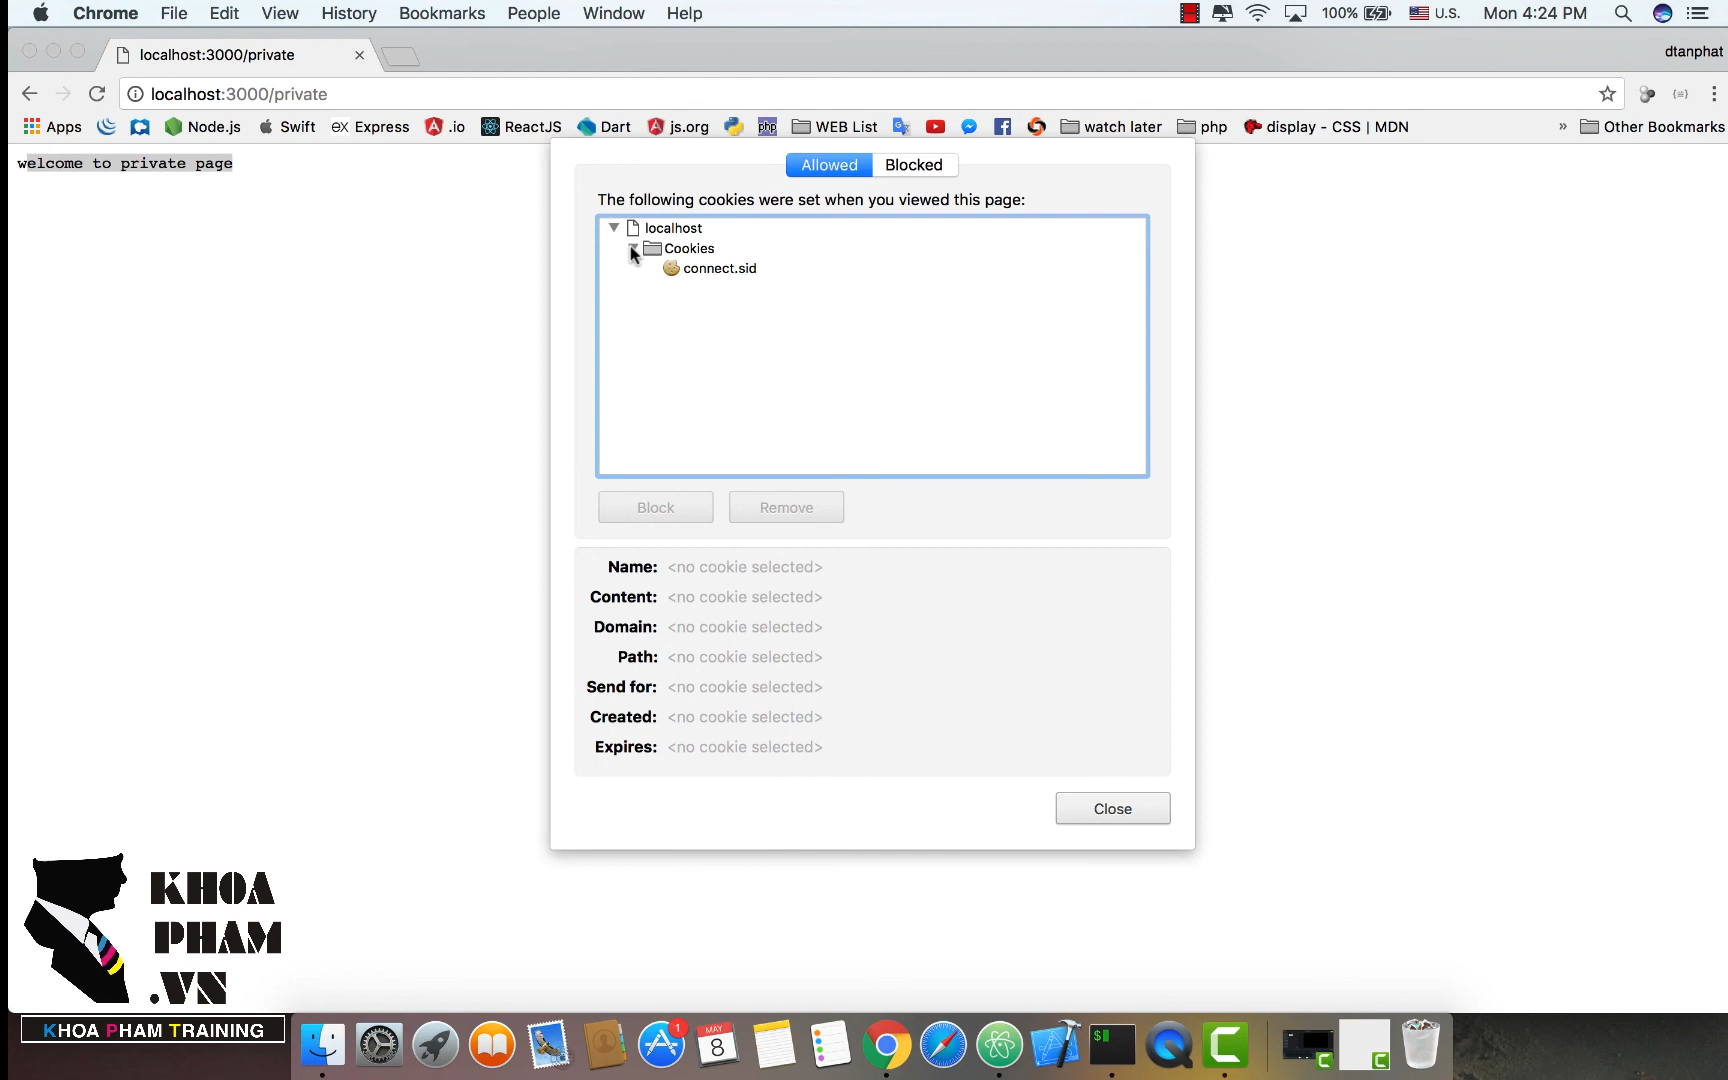 Chrome File Edit View History Bookmarks People Window Help 100% U.S. Mon 4:24 PM
localhost:3000/private
dtanphat
localhost:3000/private
Apps Node.js Swift ex Express .io ReactJS Dart js.org php WEB List watch later php display - CSS | MDN » Other Bookmarks
welcome to private page
Allowed Blocked
The following cookies were set when you viewed this page:
localhost
Cookies
connect.sid
Block Remove
Name: <no cookie selected>
Content: <no cookie selected>
Domain: <no cookie selected>
Path: <no cookie selected>
Send for: <no cookie selected>
Created: <no cookie selected>
Expires: <no cookie selected>
Close
KHOA
PHAM
.VN
KHOA PHAM TRAINING
1
MAY
8
$